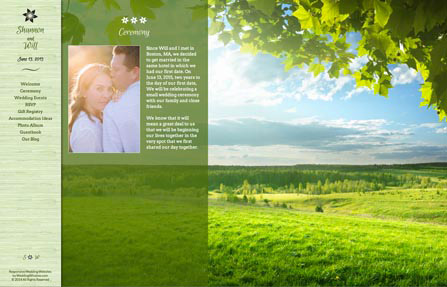 Shannon
and
Will
June 13, 2015
Welcome
Ceremony
Wedding Events
RSVP
Gift Registry
Accommodation Ideas
Photo Album
Guestbook
Our Blog
S W
Responsive Wedding Websites
© 2014 All Rights Reserved
Ceremony
Since Will and I met in
Boston, MA, we decided
to get married in the
same hotel in which we
had our first date. On
June 13, 2015, two years to
the day of our first date,
We will be celebrating a
small wedding ceremony
with our family and close
friends.
We know that it will
mean a great deal to us
that we will be beginning
our lives together in the
very spot that we first
shared our day together.